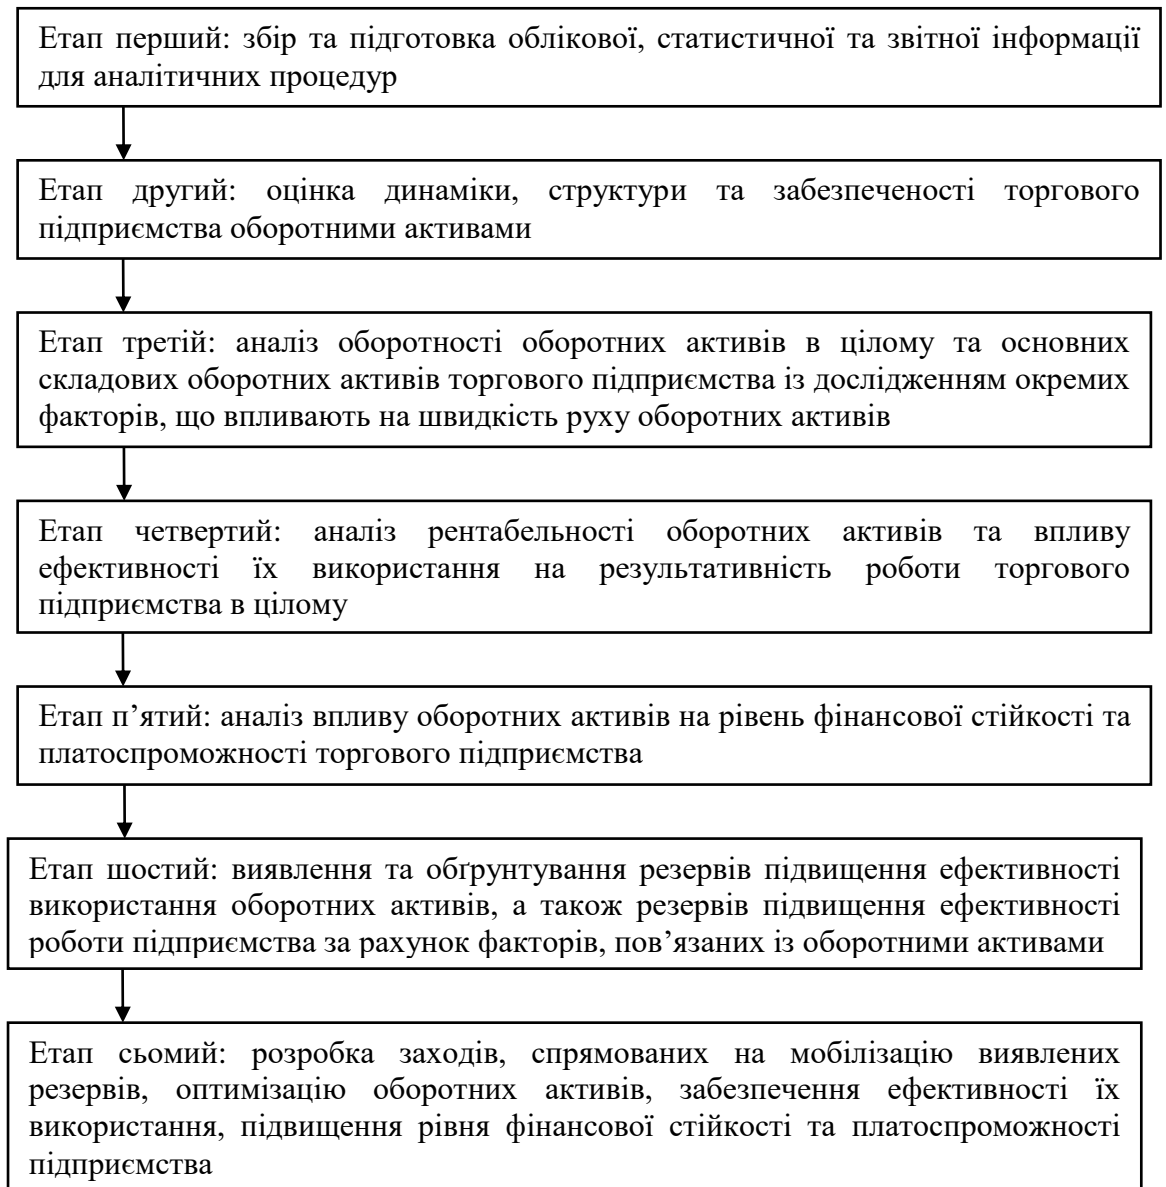 Етап перший: збір та підготовка облікової, статистичної та звітної інформації
для аналітичних процедур
Етап другий: оцінка динаміки, структури та забезпеченості торгового
підприємства оборотними активами
Етап третій: аналіз оборотності оборотних активів в цілому та основних
складових оборотних активів торгового підприємства із дослідженням окремих
факторів, що впливають на швидкість руху оборотних активів
Етап четвертий: аналіз рентабельності оборотних активів та впливу
ефективності їх використання на результативність роботи торгового
підприємства в цілому
Етап п’ятий: аналіз впливу оборотних активів на рівень фінансової стійкості та
платоспроможності торгового підприємства
Етап шостий: виявлення та обґрунтування резервів підвищення ефективності
використання оборотних активів, а також резервів підвищення ефективності
роботи підприємства за рахунок факторів, пов’язаних із оборотними активами
Етап сьомий: розробка заходів, спрямованих на мобілізацію виявлених
резервів, оптимізацію оборотних активів, забезпечення ефективності їх
використання, підвищення рівня фінансової стійкості та платоспроможності
підприємства